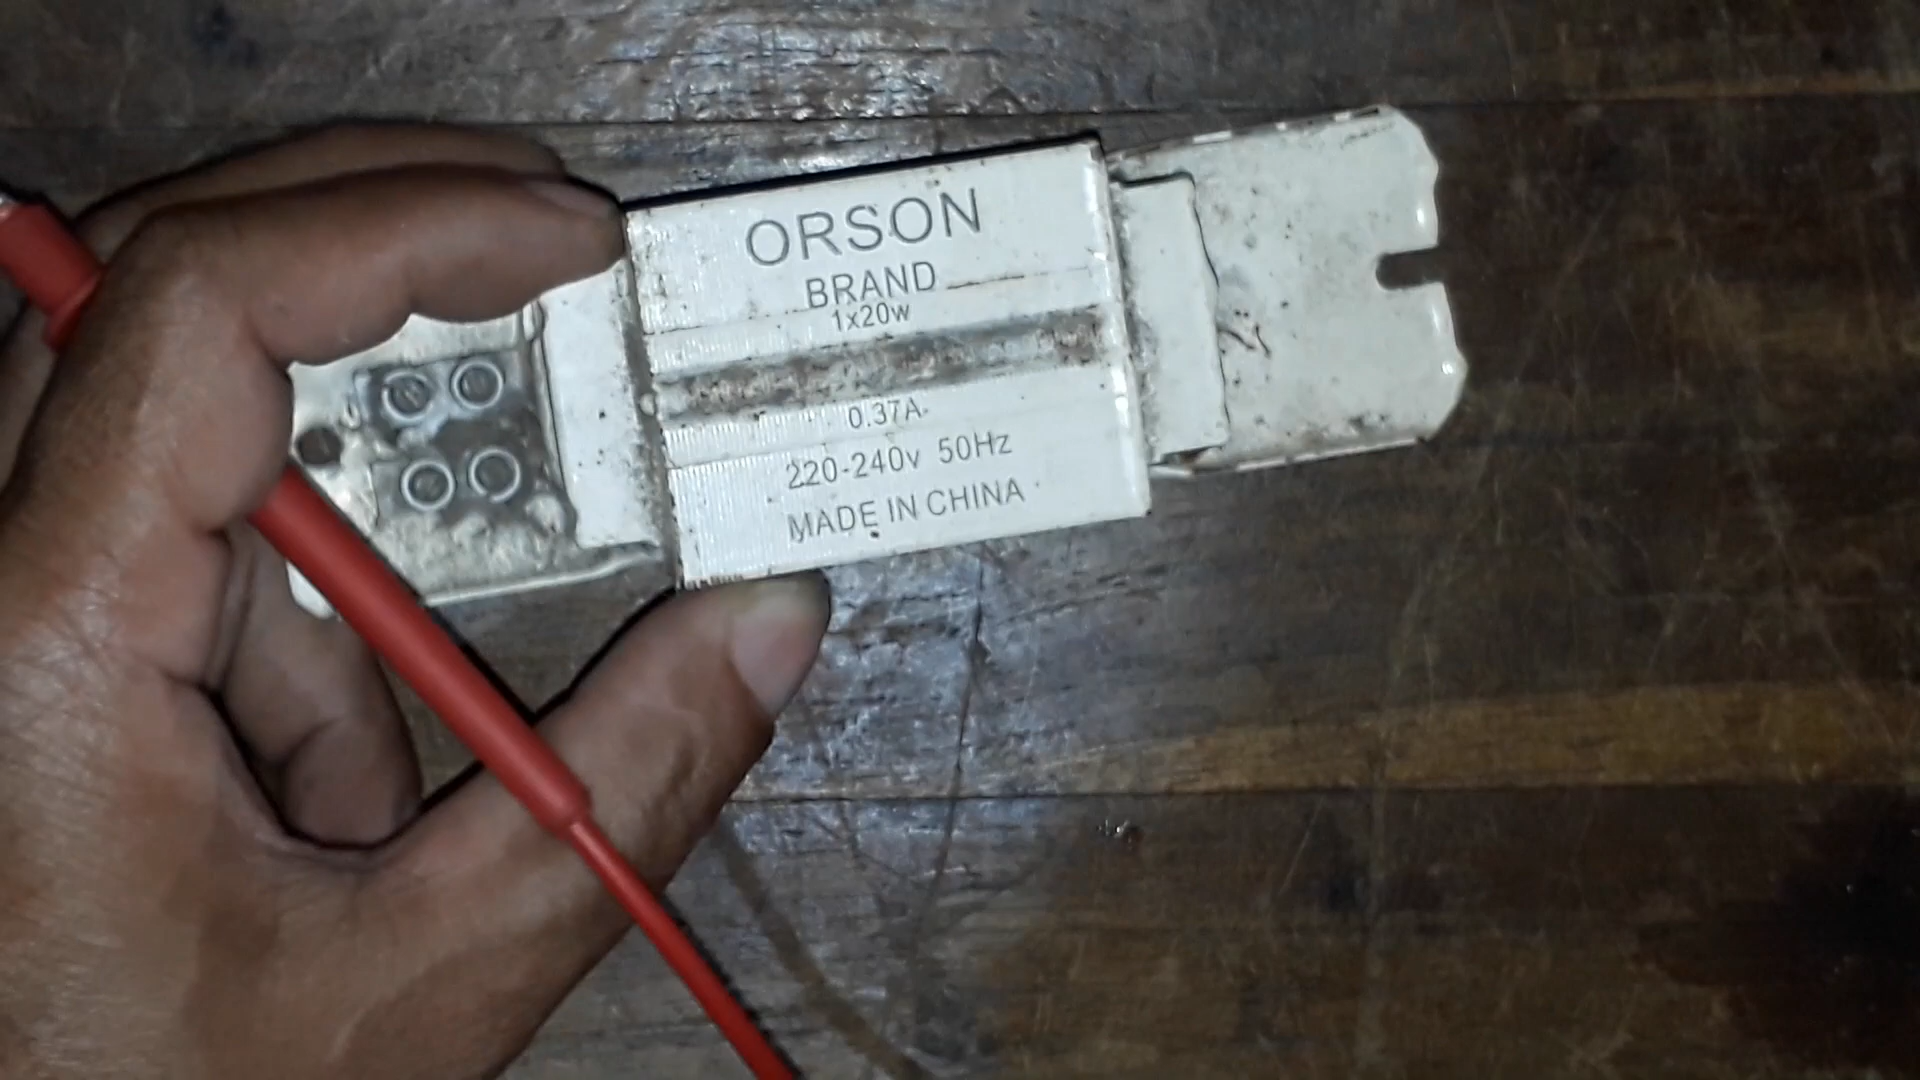 ORSON
BRAND
1x20w
0.37A
220-240v 50Hz
MADE IN CHINA